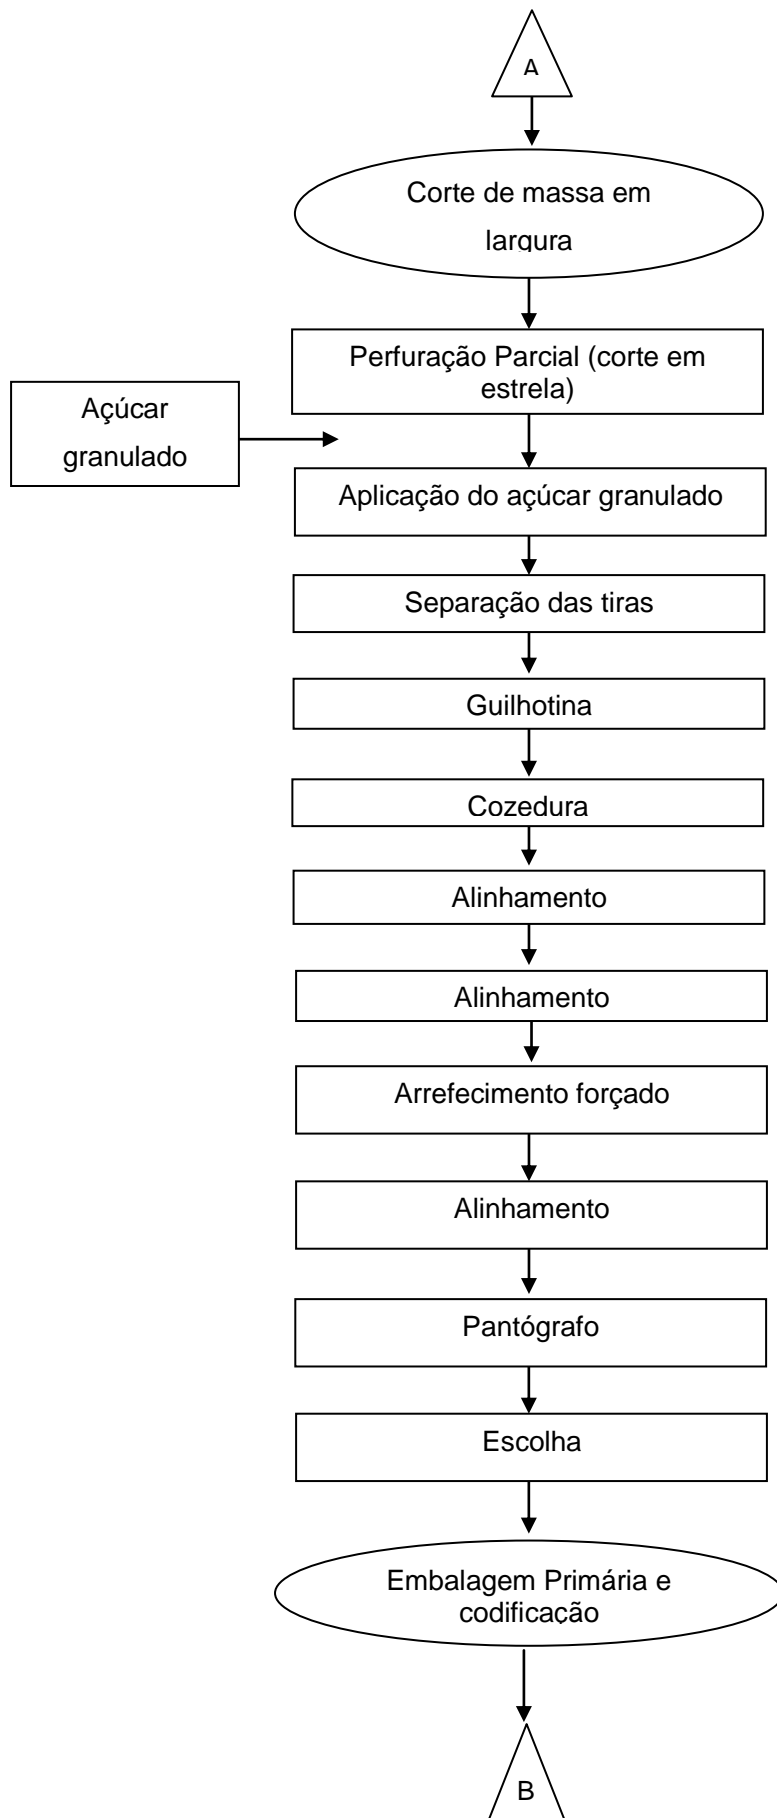 A
Corte de massa em
largura
Perfuração Parcial (corte em
estrela)
Açúcar
granulado
Aplicação do açúcar granulado
Separação das tiras
Guilhotina
Cozedura
Alinhamento
Alinhamento
Arrefecimento forçado
Alinhamento
Pantógrafo
Escolha
Embalagem Primária e
codificação
B